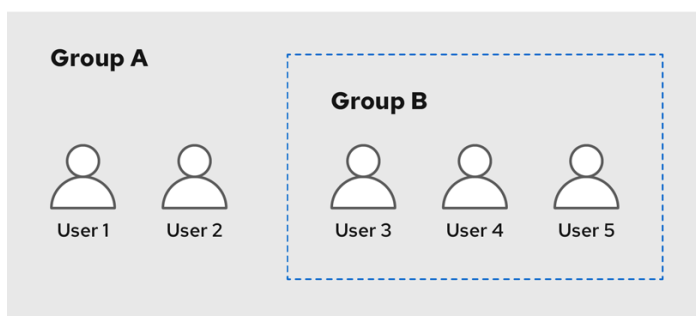 Group A
Group B
User 1
User 2
User 3
User 4
User 5